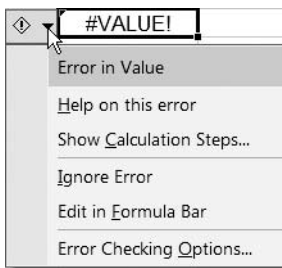 #VALUE!
Error in Value
Help on this error
Show Calculation Steps...
Ignore Error
Edit in Formula Bar
Error Checking Options...